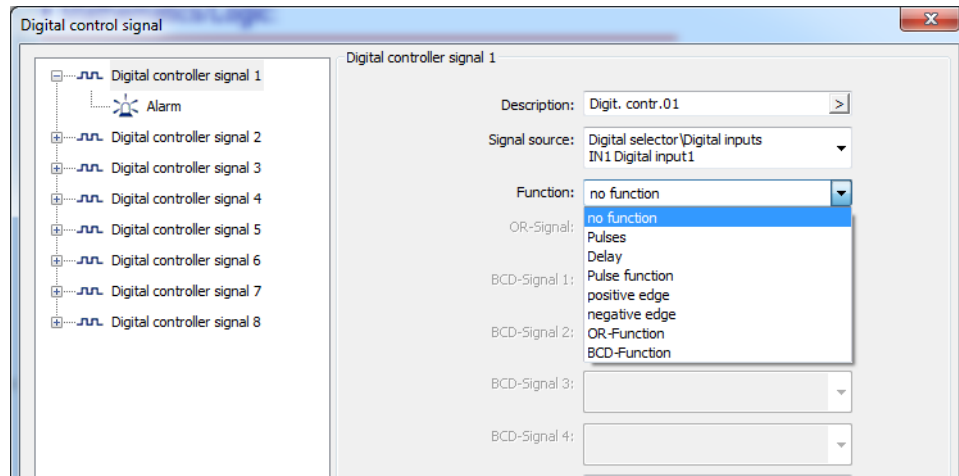 Digital control signal
x
Digital controller signal 1
Alarm
Digital controller signal 2
Digital controller signal 3
Digital controller signal 4
Digital controller signal 5
Digital controller signal 6
Digital controller signal 7
Digital controller signal 8
Digital controller signal 1
Description: Digit. contr.01 >
Signal source: Digital selector\Digital inputs
IN1 Digital input1
Function: no function
no function
Pulses
Delay
Pulse function
positive edge
negative edge
OR-Function
BCD-Function
OR-Signal:
BCD-Signal 1:
BCD-Signal 2:
BCD-Signal 3:
BCD-Signal 4: